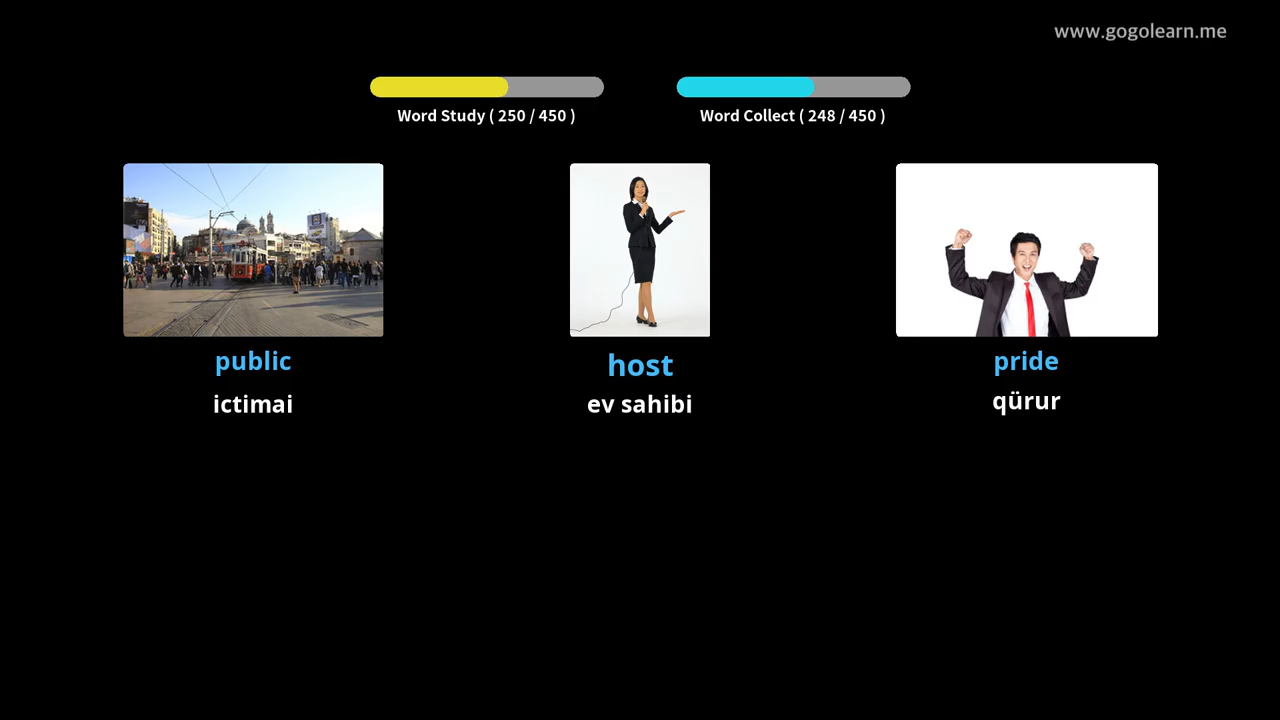 www.gogolearn.me
Word Study ( 250 / 450 )
Word Collect ( 248 / 450 )
public
host
pride
ictimai
ev sahibi
qürur